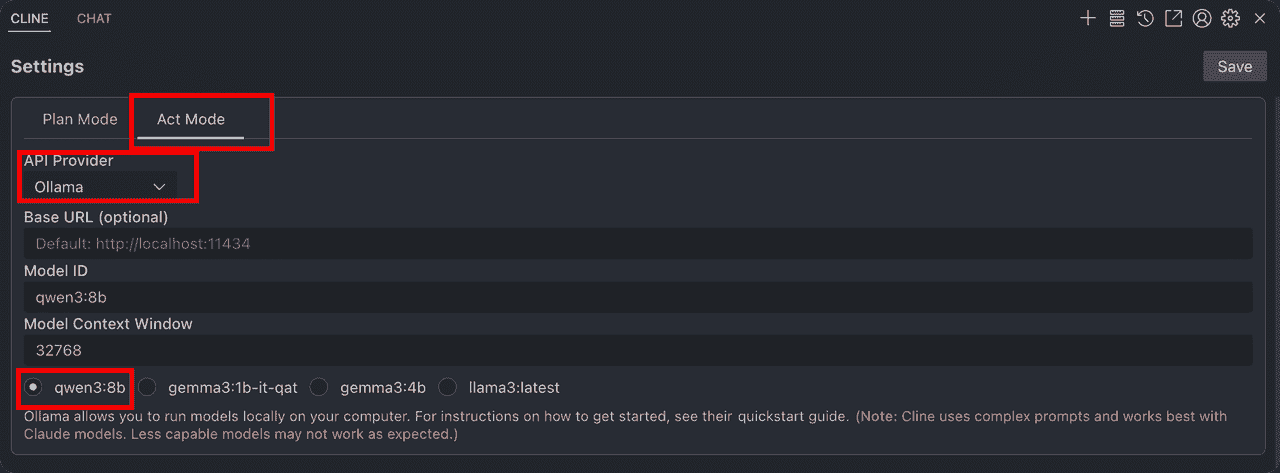 CLINE CHAT
Settings
Save
Plan Mode Act Mode
API Provider
Ollama
Base URL (optional)
Default: http://localhost:11434
Model ID
qwen3:8b
Model Context Window
32768
qwen3:8b gemma3:1b-it-qat gemma3:4b llama3:latest
Ollama allows you to run models locally on your computer. For instructions on how to get started, see their quickstart guide. (Note: Cline uses complex prompts and works best with
Claude models. Less capable models may not work as expected.)